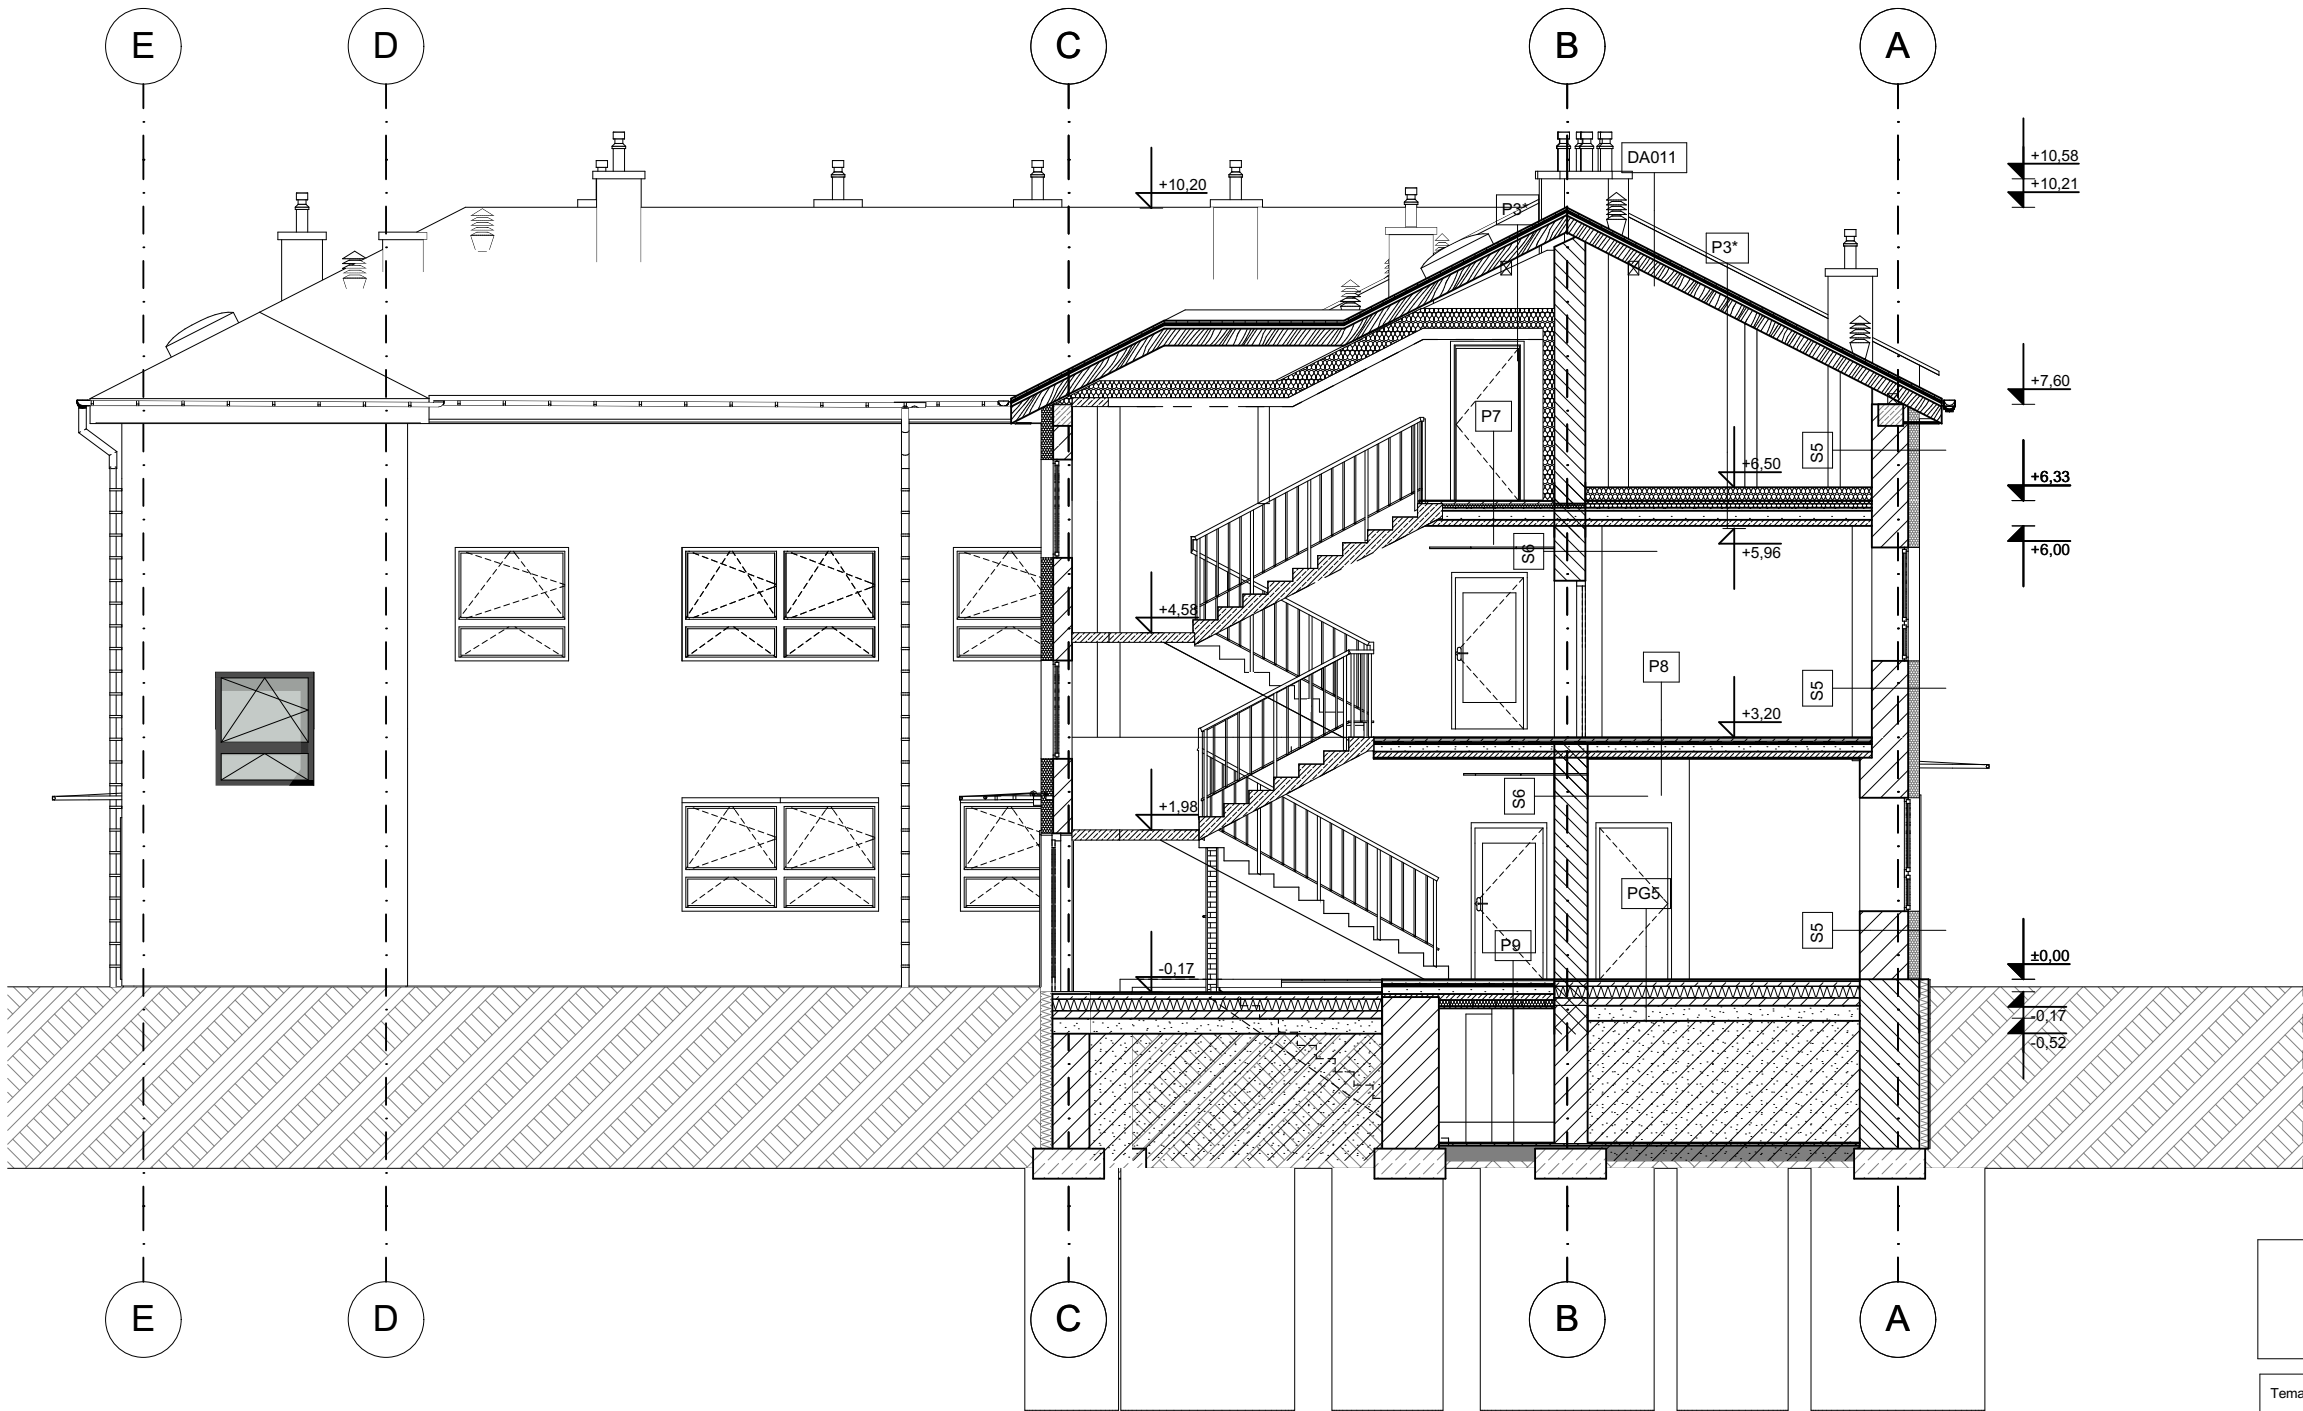 E
D
C
B
A
DA011
+10,58
+10,20
+10,21
P3*
P3*
+7,60
P7
S5
+6,50
+6,33
S6
+5,96
+6,00
+4,58
P8
S5
+3,20
S6
+1,98
PG5
P9
S5
±0,00
-0,17
-0,17
-0,52
E
D
C
B
A
Tema